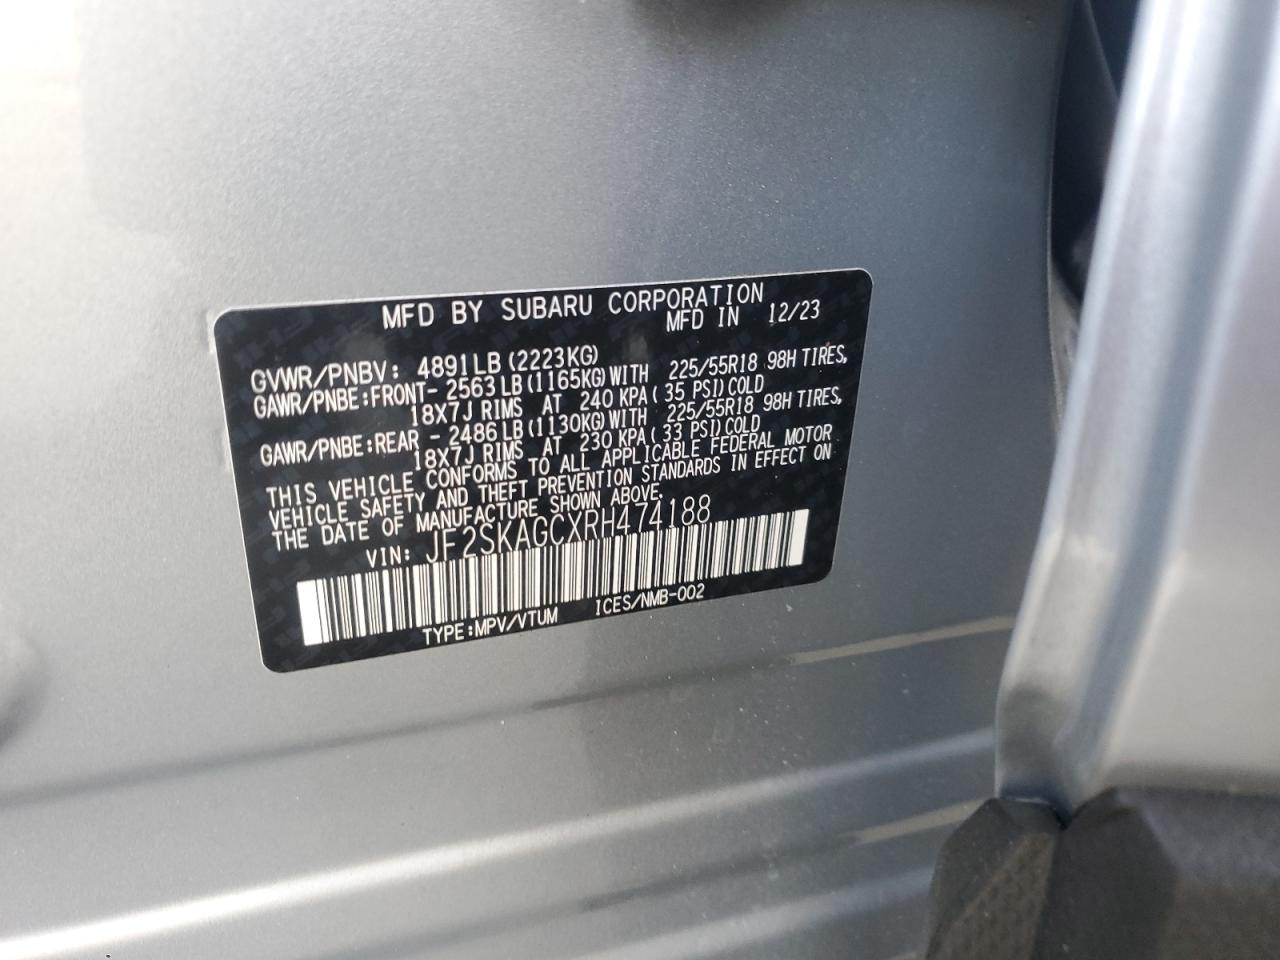 MFD BY SUBARU CORPORATION
MFD IN 12/23
GVWR/PNBV: 4891LB (2223KG)
GAWR/PNBE:FRONT- 2563LB (1165KG)WITH 225/55R18 98H TIRES,
18X7J RIMS AT 240 KPA( 35 PSI)COLD
GAWR/PNBE:REAR - 2486LB (1130KG)WITH 225/55R18 98H TIRES,
18X7J RIMS AT 230 KPA( 33 PSI)COLD
THIS VEHICLE CONFORMS TO ALL APPLICABLE FEDERAL MOTOR
VEHICLE SAFETY AND THEFT PREVENTION STANDARDS IN EFFECT ON
THE DATE OF MANUFACTURE SHOWN ABOVE.
VIN: JF2SKAGCXRH474188
TYPE:MPV/VTUM ICES/NMB-002